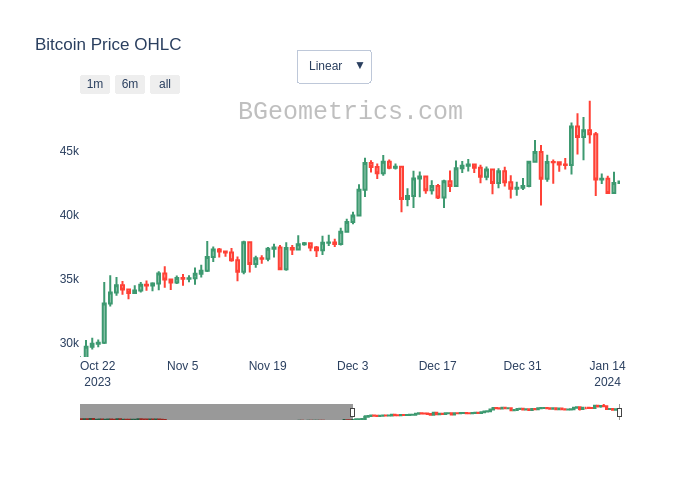 Bitcoin Price OHLC
Linear ▼
1m 6m all
BGeometrics.com
45k
40k
35k
30k
Oct 22 Nov 5 Nov 19 Dec 3 Dec 17 Dec 31 Jan 14
2023 2024